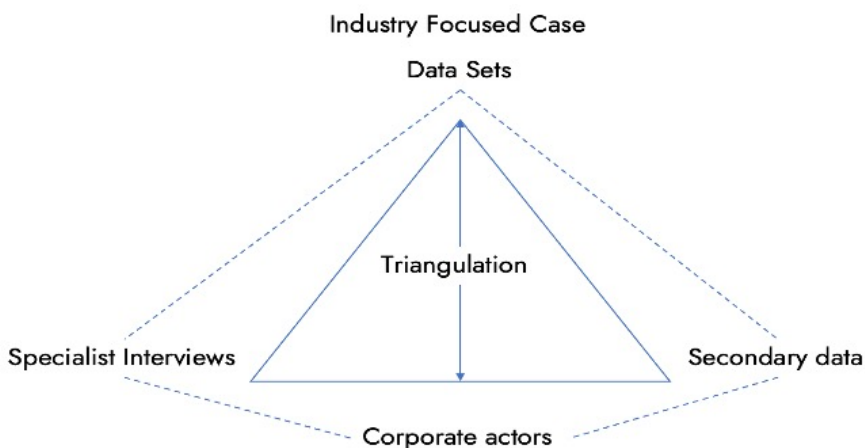 Industry Focused Case
Data Sets
Triangulation
Specialist Interviews
Secondary data
Corporate actors